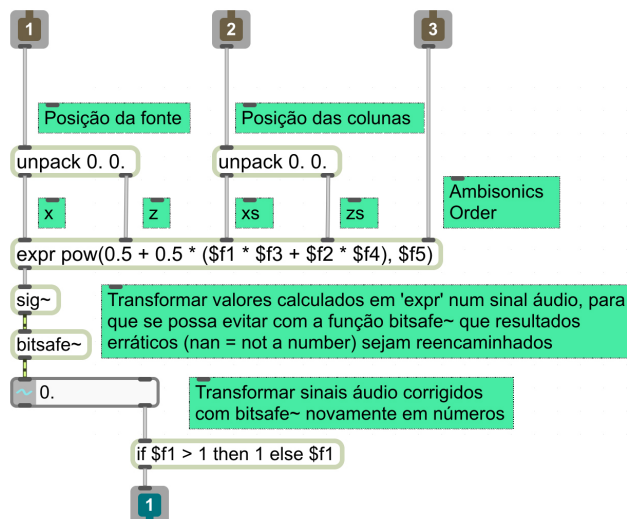 1
2
3
Posição da fonte
Posição das colunas
unpack 0. 0.
unpack 0. 0.
x
z
xs
zs
Ambisonics
Order
expr pow(0.5 + 0.5 * ($f1 * $f3 + $f2 * $f4), $f5)
sig~
Transformar valores calculados em 'expr' num sinal áudio, para
que se possa evitar com a função bitsafe~ que resultados
erráticos (nan = not a number) sejam reencaminhados
bitsafe~
~
0.
Transformar sinais áudio corrigidos
com bitsafe~ novamente em números
if $f1 > 1 then 1 else $f1
1